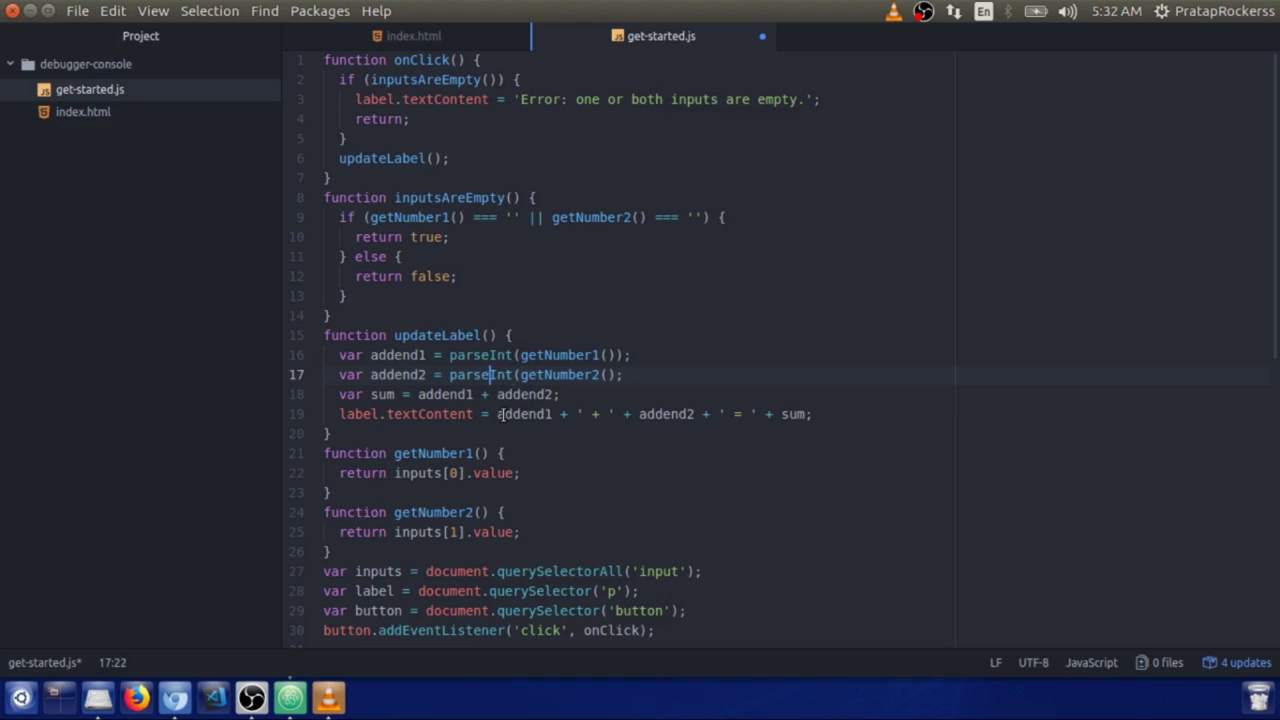 File Edit View Selection Find Packages Help En 5:32 AM PratapRockerss
Project index.html get-started.js
debugger-console
get-started.js
index.html
1 function onClick() {
2 if (inputsAreEmpty()) {
3 label.textContent = 'Error: one or both inputs are empty.';
4 return;
5 }
6 updateLabel();
7 }
8 function inputsAreEmpty() {
9 if (getNumber1() === '' || getNumber2() === '') {
10 return true;
11 } else {
12 return false;
13 }
14 }
15 function updateLabel() {
16 var addend1 = parseInt(getNumber1());
17 var addend2 = parseInt(getNumber2();
18 var sum = addend1 + addend2;
19 label.textContent = addend1 + ' + ' + addend2 + ' = ' + sum;
20 }
21 function getNumber1() {
22 return inputs[0].value;
23 }
24 function getNumber2() {
25 return inputs[1].value;
26 }
27 var inputs = document.querySelectorAll('input');
28 var label = document.querySelector('p');
29 var button = document.querySelector('button');
30 button.addEventListener('click', onClick);
get-started.js* 17:22 LF UTF-8 JavaScript 0 files 4 updates